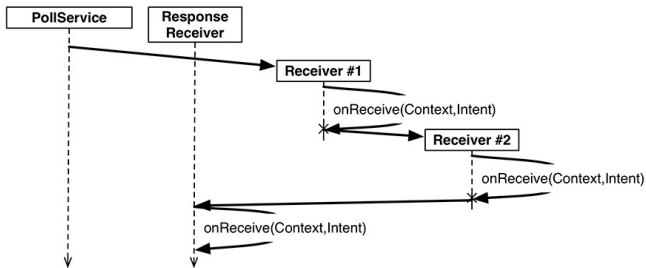 PollService
Response
Receiver
Receiver #1
onReceive(Context,Intent)
Receiver #2
onReceive(Context,Intent)
onReceive(Context,Intent)